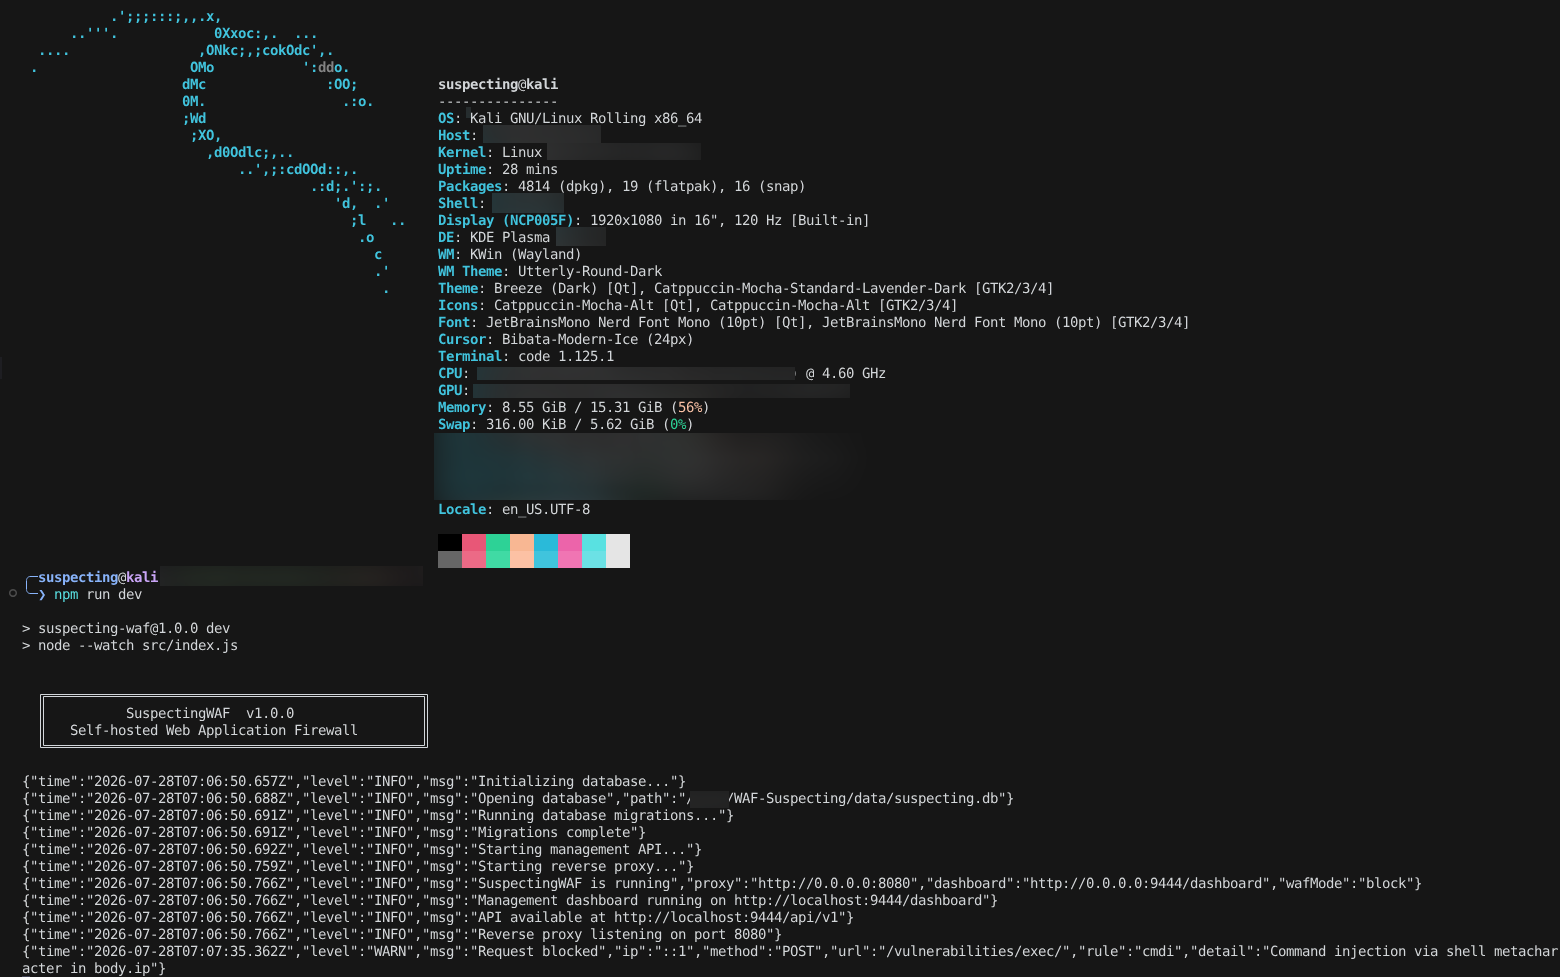 suspecting@kali
---------------
OS: Kali GNU/Linux Rolling x86_64
Host:
Kernel: Linux
Uptime: 28 mins
Packages: 4814 (dpkg), 19 (flatpak), 16 (snap)
Shell:
Display (NCP005F): 1920x1080 in 16", 120 Hz [Built-in]
DE: KDE Plasma
WM: KWin (Wayland)
WM Theme: Utterly-Round-Dark
Theme: Breeze (Dark) [Qt], Catppuccin-Mocha-Standard-Lavender-Dark [GTK2/3/4]
Icons: Catppuccin-Mocha-Alt [Qt], Catppuccin-Mocha-Alt [GTK2/3/4]
Font: JetBrainsMono Nerd Font Mono (10pt) [Qt], JetBrainsMono Nerd Font Mono (10pt) [GTK2/3/4]
Cursor: Bibata-Modern-Ice (24px)
Terminal: code 1.125.1
CPU: @ 4.60 GHz
GPU:
Memory: 8.55 GiB / 15.31 GiB (56%)
Swap: 316.00 KiB / 5.62 GiB (0%)
Locale: en_US.UTF-8
suspecting@kali
❯ npm run dev
> suspecting-waf@1.0.0 dev
> node --watch src/index.js
SuspectingWAF v1.0.0
Self-hosted Web Application Firewall
{"time":"2026-07-28T07:06:50.657Z","level":"INFO","msg":"Initializing database..."}
{"time":"2026-07-28T07:06:50.688Z","level":"INFO","msg":"Opening database","path":"/ /WAF-Suspecting/data/suspecting.db"}
{"time":"2026-07-28T07:06:50.691Z","level":"INFO","msg":"Running database migrations..."}
{"time":"2026-07-28T07:06:50.691Z","level":"INFO","msg":"Migrations complete"}
{"time":"2026-07-28T07:06:50.692Z","level":"INFO","msg":"Starting management API..."}
{"time":"2026-07-28T07:06:50.759Z","level":"INFO","msg":"Starting reverse proxy..."}
{"time":"2026-07-28T07:06:50.766Z","level":"INFO","msg":"SuspectingWAF is running","proxy":"http://0.0.0.0:8080","dashboard":"http://0.0.0.0:9444/dashboard","wafMode":"block"}
{"time":"2026-07-28T07:06:50.766Z","level":"INFO","msg":"Management dashboard running on http://localhost:9444/dashboard"}
{"time":"2026-07-28T07:06:50.766Z","level":"INFO","msg":"API available at http://localhost:9444/api/v1"}
{"time":"2026-07-28T07:06:50.766Z","level":"INFO","msg":"Reverse proxy listening on port 8080"}
{"time":"2026-07-28T07:07:35.362Z","level":"WARN","msg":"Request blocked","ip":"::1","method":"POST","url":"/vulnerabilities/exec/","rule":"cmdi","detail":"Command injection via shell metachar
acter in body.ip"}